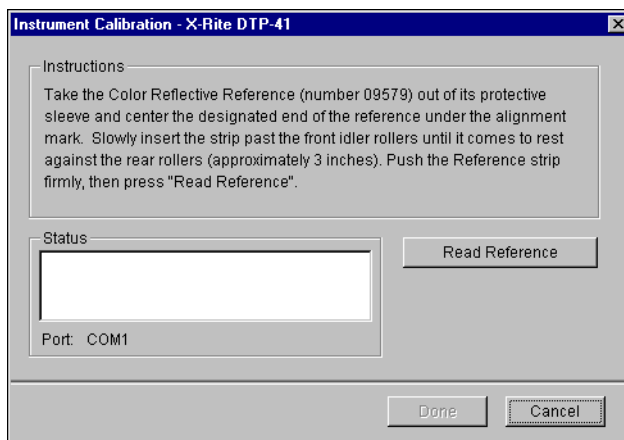 Instrument Calibration - X-Rite DTP-41
Instructions
Take the Color Reflective Reference (number 09579) out of its protective
sleeve and center the designated end of the reference under the alignment
mark. Slowly insert the strip past the front idler rollers until it comes to rest
against the rear rollers (approximately 3 inches). Push the Reference strip
firmly, then press "Read Reference".
Status
Read Reference
Port: COM1
Done
Cancel